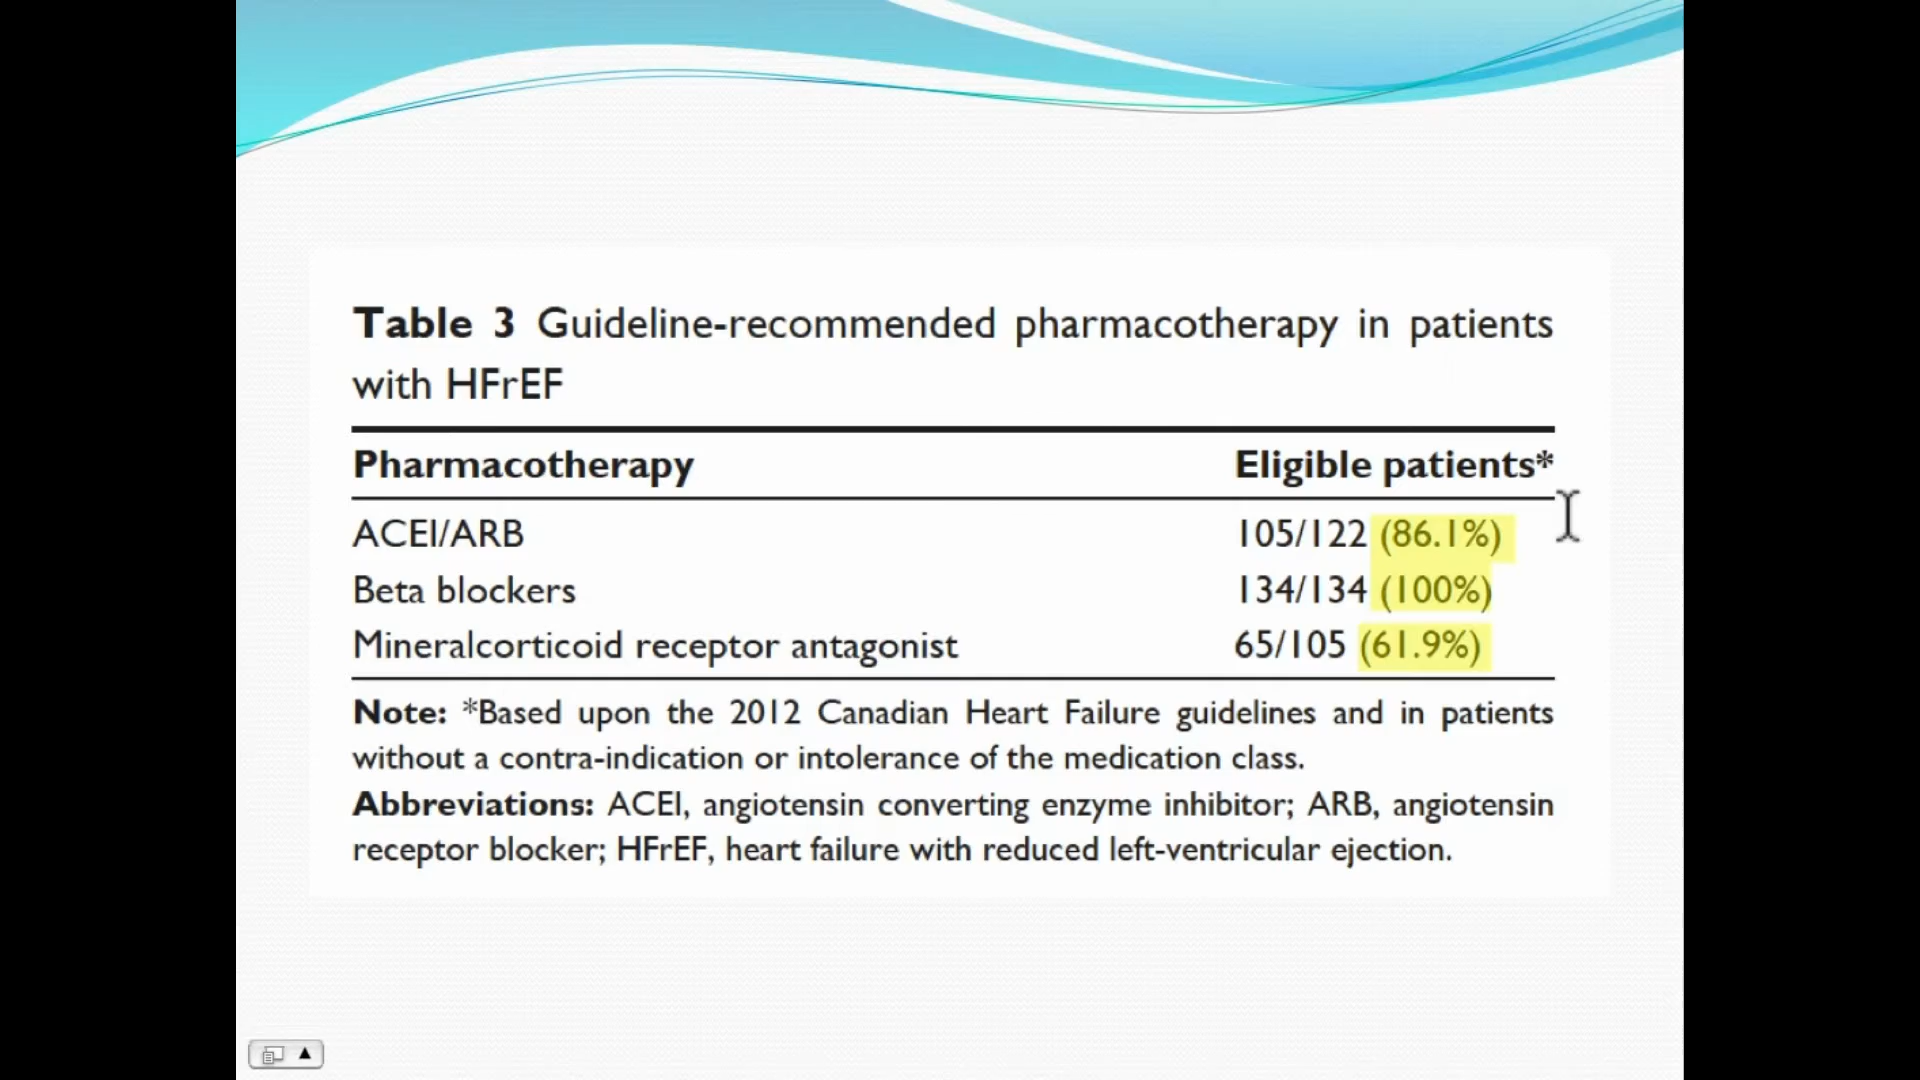 Table 3 Guideline-recommended pharmacotherapy in patients
with HFrEF
Pharmacotherapy Eligible patients*
ACEI/ARB 105/122 (86.1%)
Beta blockers 134/134 (100%)
Mineralcorticoid receptor antagonist 65/105 (61.9%)
Note: *Based upon the 2012 Canadian Heart Failure guidelines and in patients
without a contra-indication or intolerance of the medication class.
Abbreviations: ACEI, angiotensin converting enzyme inhibitor; ARB, angiotensin
receptor blocker; HFrEF, heart failure with reduced left-ventricular ejection.